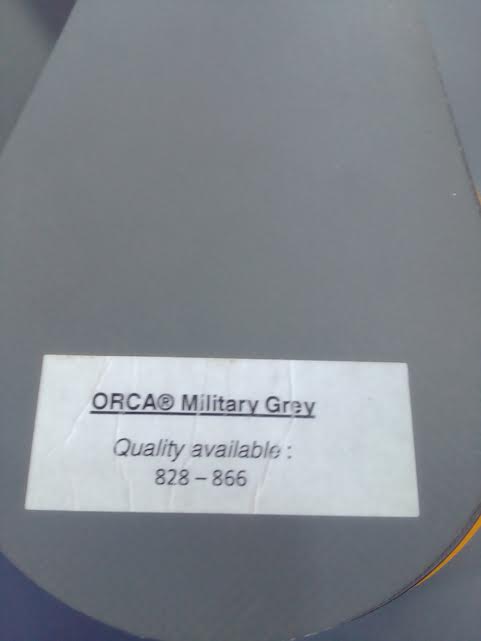 ORCA® Military Grey
Quality available :
828 – 866